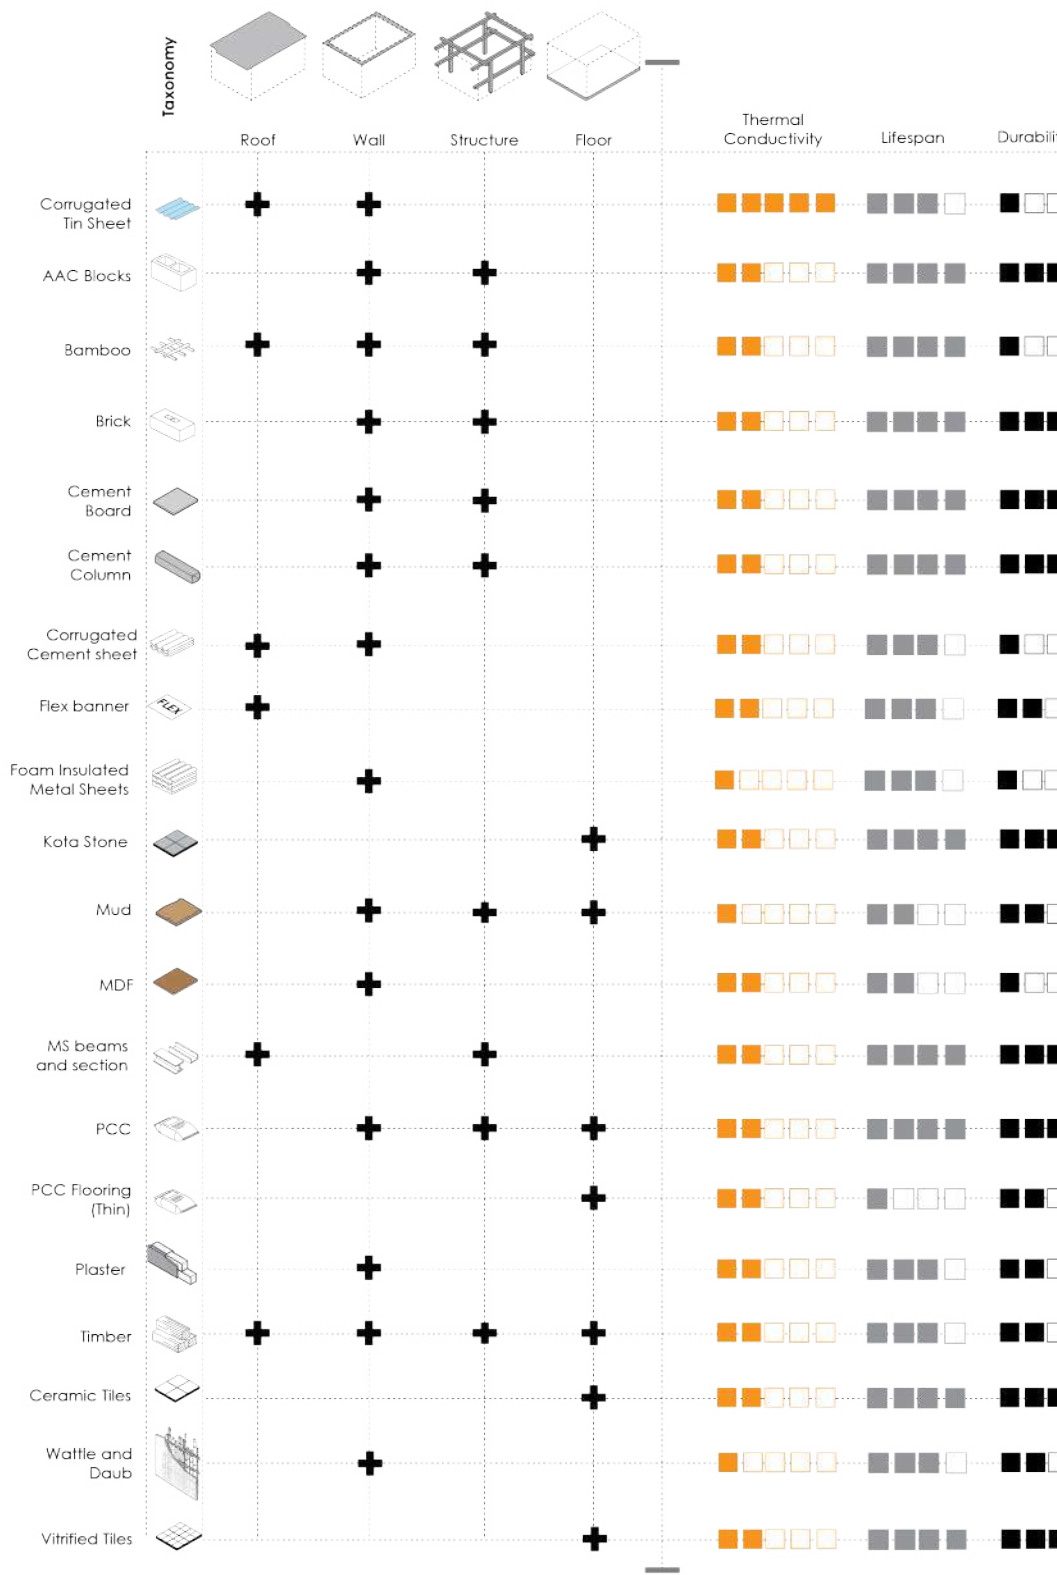 Taxonomy
Roof
Wall
Structure
Floor
Thermal
Conductivity
Lifespan
Durabilit
Corrugated
Tin Sheet
AAC Blocks
Bamboo
Brick
Cement
Board
Cement
Column
Corrugated
Cement sheet
Flex banner
FLEX
Foam Insulated
Metal Sheets
Kota Stone
Mud
MDF
MS beams
and section
PCC
PCC Flooring
(Thin)
Plaster
Timber
Ceramic Tiles
Wattle and
Daub
Vitrified Tiles